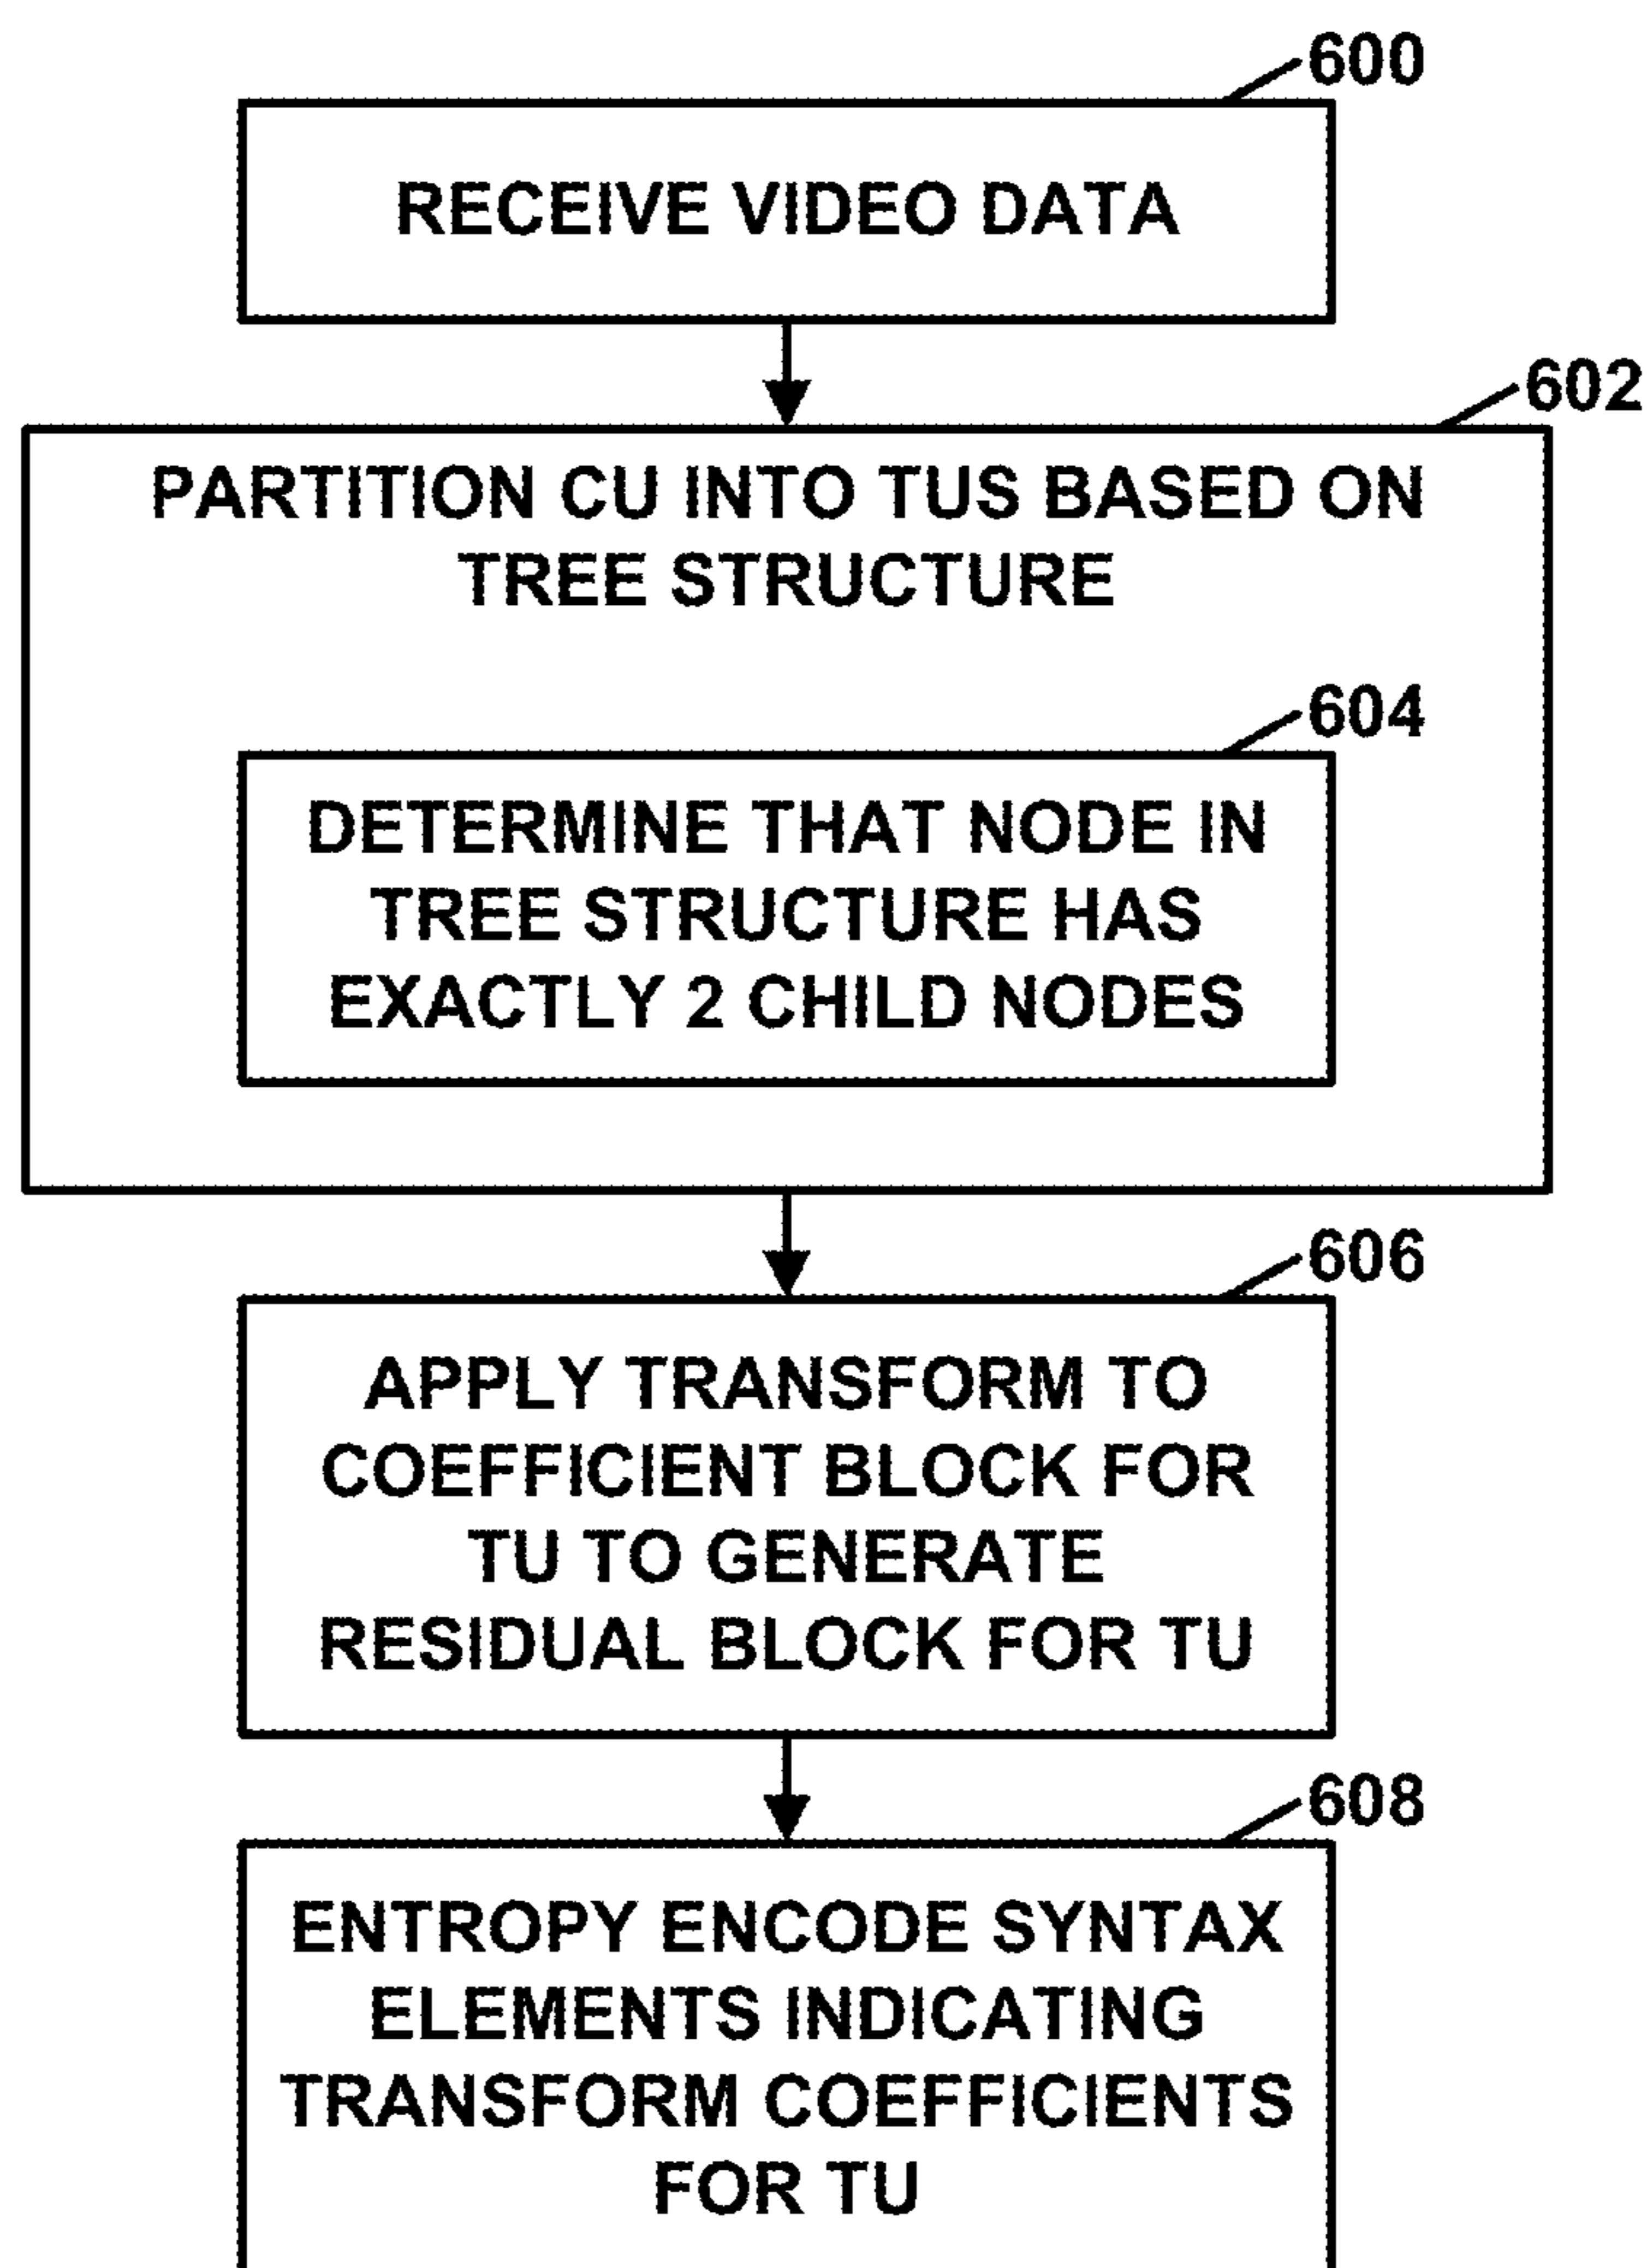 600
RECEIVE VIDEO DATA
602
PARTITION CU INTO TUS BASED ON
TREE STRUCTURE
604
DETERMINE THAT NODE IN
TREE STRUCTURE HAS
EXACTLY 2 CHILD NODES
606
APPLY TRANSFORM TO
COEFFICIENT BLOCK FOR
TU TO GENERATE
RESIDUAL BLOCK FOR TU
608
ENTROPY ENCODE SYNTAX
ELEMENTS INDICATING
TRANSFORM COEFFICIENTS
FOR TU